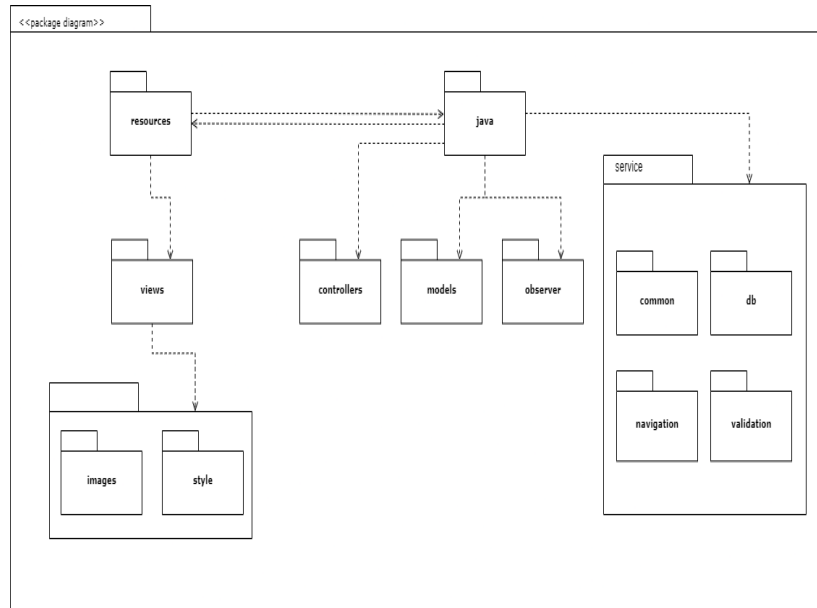 <<package diagram>>
resources
java
service
views
controllers
models
observer
common
db
navigation
validation
images
style